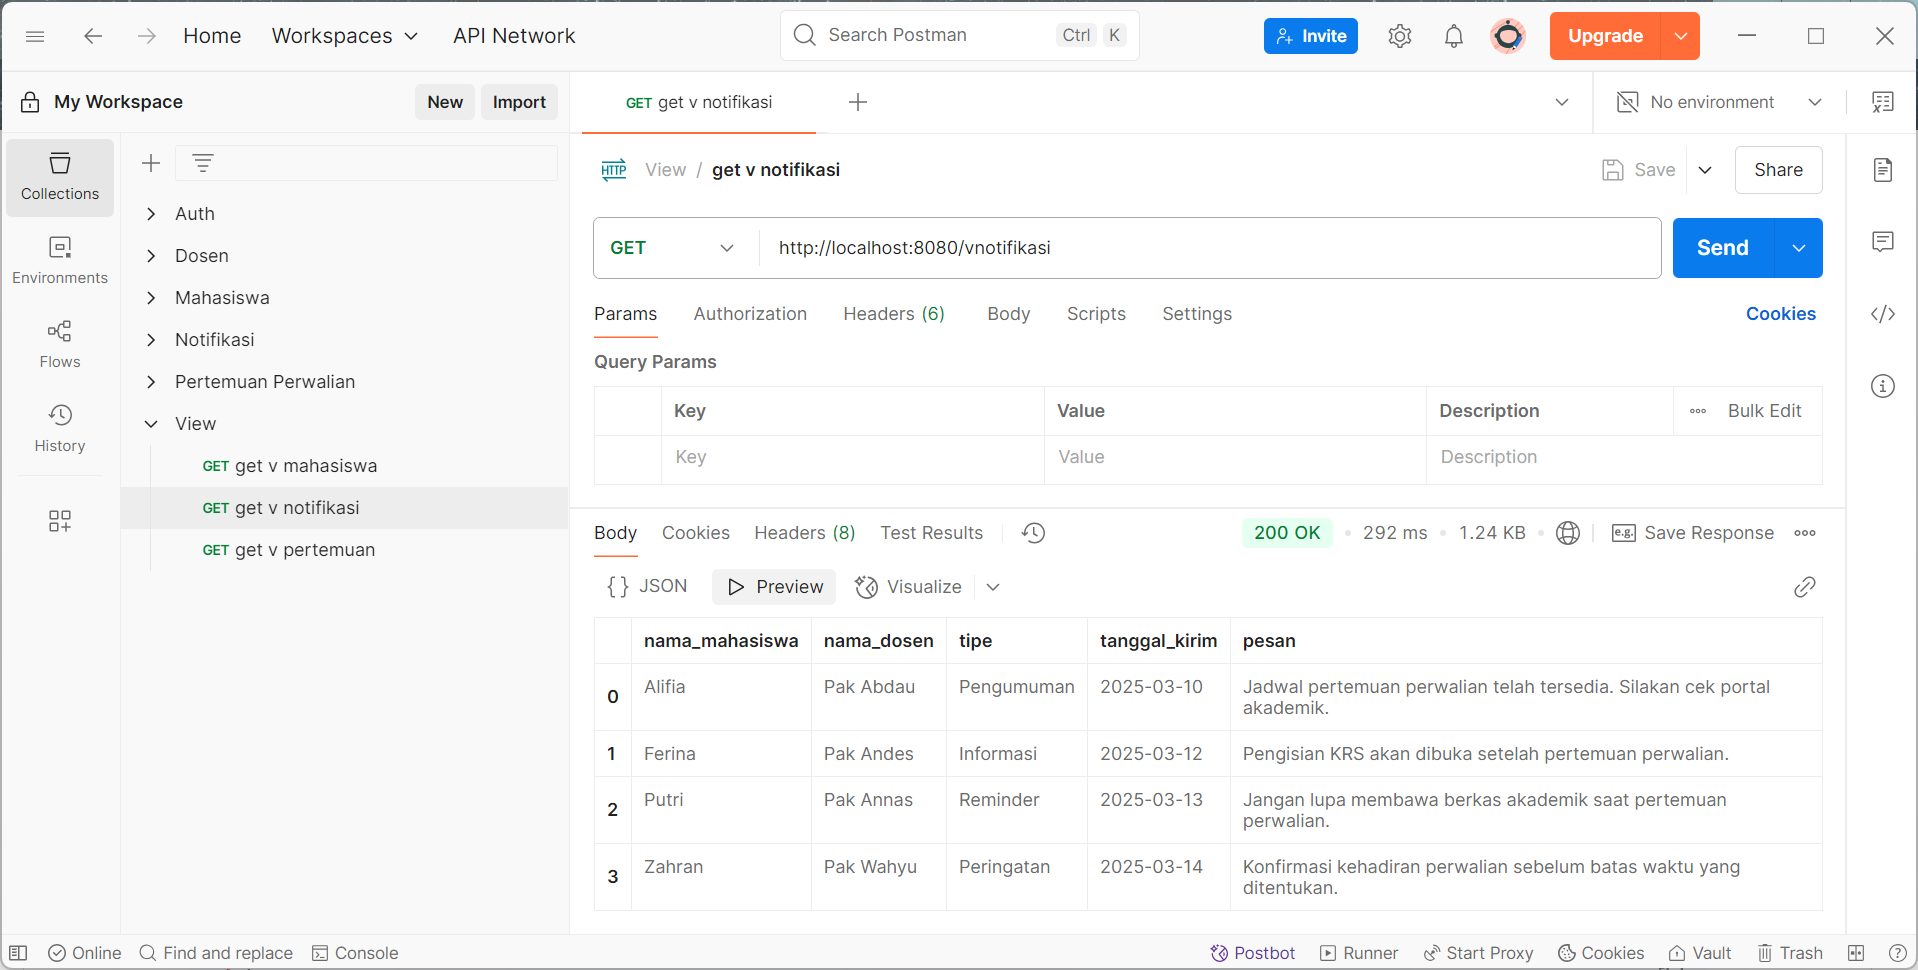 Home Workspaces API Network Search Postman Ctrl K Invite Upgrade
My Workspace New Import GET get v notifikasi No environment
Collections
Environments
Flows
History
Auth
Dosen
Mahasiswa
Notifikasi
Pertemuan Perwalian
View
GET get v mahasiswa
GET get v notifikasi
GET get v pertemuan
HTTP View / get v notifikasi Save Share
GET http://localhost:8080/vnotifikasi Send
Params Authorization Headers (6) Body Scripts Settings Cookies
Query Params
Key Value Description Bulk Edit
Key Value Description
Body Cookies Headers (8) Test Results 200 OK 292 ms 1.24 KB e.g. Save Response
{} JSON Preview Visualize
nama_mahasiswa nama_dosen tipe tanggal_kirim pesan
0 Alifia Pak Abdau Pengumuman 2025-03-10 Jadwal pertemuan perwalian telah tersedia. Silakan cek portal
akademik.
1 Ferina Pak Andes Informasi 2025-03-12 Pengisian KRS akan dibuka setelah pertemuan perwalian.
2 Putri Pak Annas Reminder 2025-03-13 Jangan lupa membawa berkas akademik saat pertemuan
perwalian.
3 Zahran Pak Wahyu Peringatan 2025-03-14 Konfirmasi kehadiran perwalian sebelum batas waktu yang
ditentukan.
Online Find and replace Console Postbot Runner Start Proxy Cookies Vault Trash